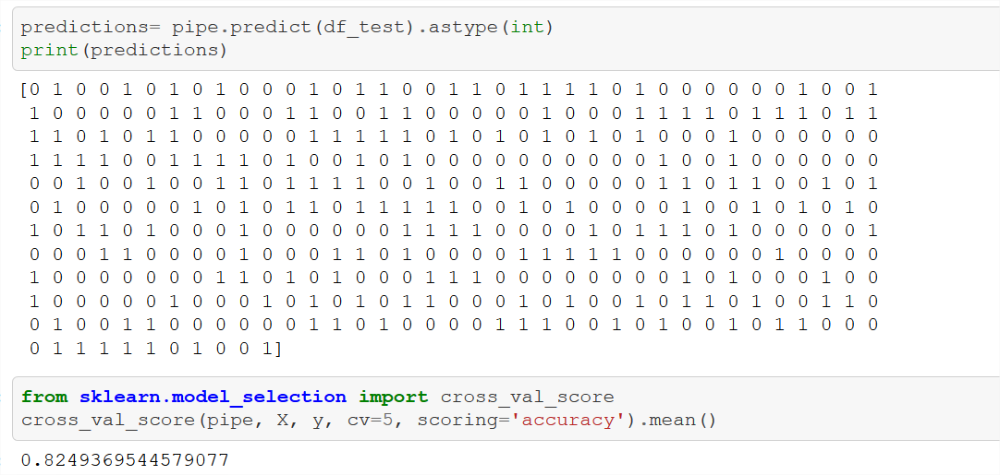 predictions= pipe.predict(df_test).astype(int)
print(predictions)
[0 1 0 0 1 0 1 0 1 0 0 0 1 0 1 1 0 0 1 1 0 1 1 1 1 0 1 0 0 0 0 0 0 1 0 0 1
1 0 0 0 0 0 1 1 0 0 0 1 1 0 0 1 1 0 0 0 0 0 1 0 0 0 1 1 1 1 0 1 1 1 0 1 1
1 1 0 1 0 1 1 0 0 0 0 0 1 1 1 1 1 0 1 0 1 0 1 0 1 0 1 0 0 0 1 0 0 0 0 0 0
1 1 1 1 0 0 1 1 1 1 0 1 0 0 1 0 1 0 0 0 0 0 0 0 0 0 0 1 0 0 1 0 0 0 0 0 0
0 0 1 0 0 1 0 0 1 1 0 1 1 1 1 0 0 1 0 0 1 1 0 0 0 0 0 1 1 0 1 1 0 0 1 0 1
0 1 0 0 0 0 0 1 0 1 0 1 1 0 1 1 1 1 1 0 0 1 0 1 0 0 0 0 1 0 0 1 0 1 0 1 0
1 0 1 1 0 1 0 0 0 1 0 0 0 0 0 0 1 1 1 1 0 0 0 0 1 0 1 1 1 0 1 0 0 0 0 0 1
0 0 0 1 1 0 0 0 0 1 0 0 0 1 1 0 1 0 0 0 0 1 1 1 1 1 0 0 0 0 0 0 1 0 0 0 0
1 0 0 0 0 0 0 0 1 1 0 1 0 1 0 0 0 1 1 1 0 0 0 0 0 0 0 0 1 0 1 0 0 0 1 0 0
1 0 0 0 0 0 1 0 0 0 1 0 1 0 1 0 1 1 0 0 0 1 0 1 0 0 1 0 1 1 0 1 0 0 1 1 0
0 1 0 0 1 1 0 0 0 0 0 0 1 1 0 1 0 0 0 0 1 1 1 0 0 1 0 1 0 0 1 0 1 1 0 0 0
0 1 1 1 1 1 0 1 0 0 1]
from sklearn.model_selection import cross_val_score
cross_val_score(pipe, X, y, cv=5, scoring='accuracy').mean()
0.8249369544579077